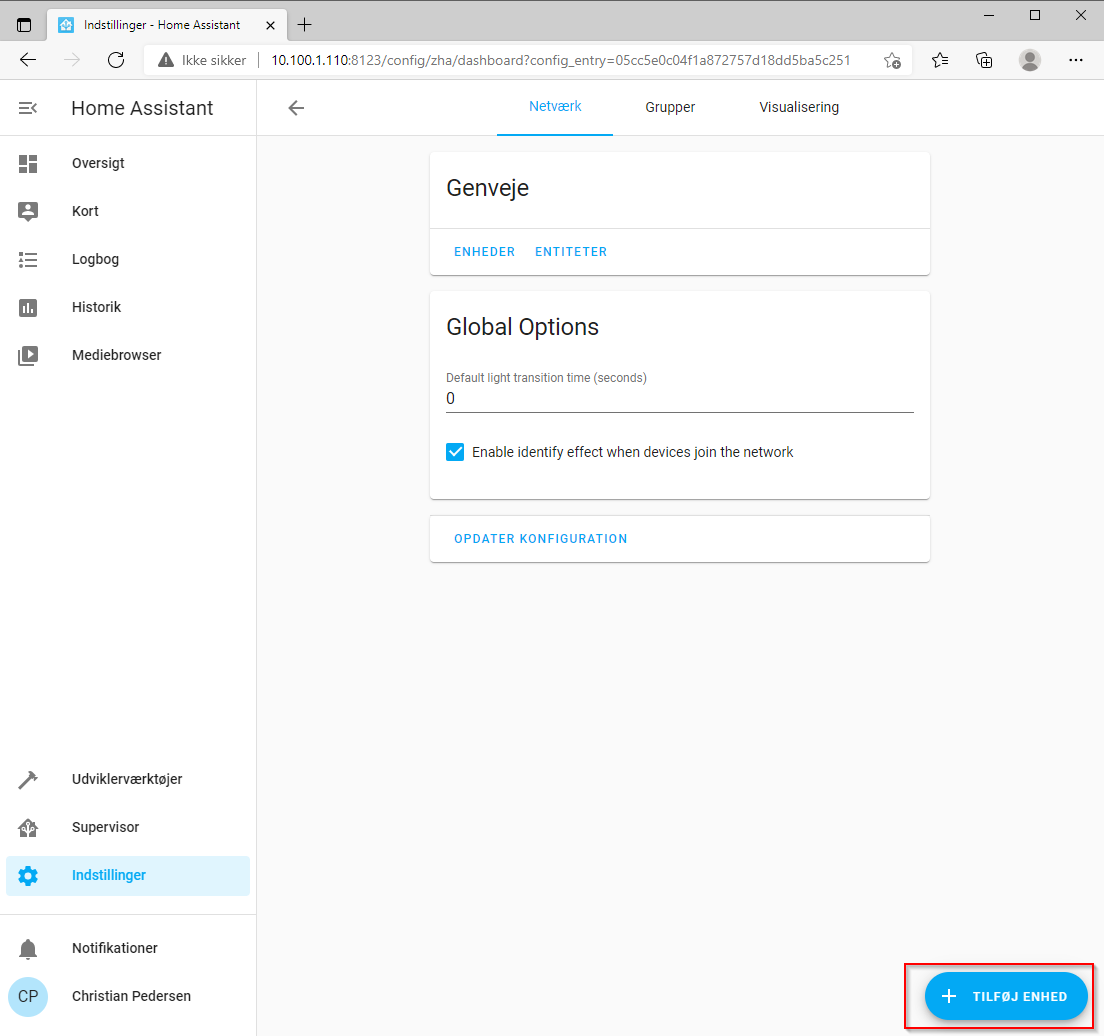 Indstillinger - Home Assistant
Ikke sikker
10.100.1.110:8123/config/zha/dashboard?config_entry=05cc5e0c04f1a872757d18dd5ba5c251
Home Assistant
Netværk
Grupper
Visualisering
Oversigt
Kort
Logbog
Historik
Mediebrowser
Genveje
ENHEDER ENTITETER
Global Options
Default light transition time (seconds)
0
Enable identify effect when devices join the network
OPDATER KONFIGURATION
Udviklerværktøjer
Supervisor
Indstillinger
Notifikationer
CP Christian Pedersen
TILFØJ ENHED